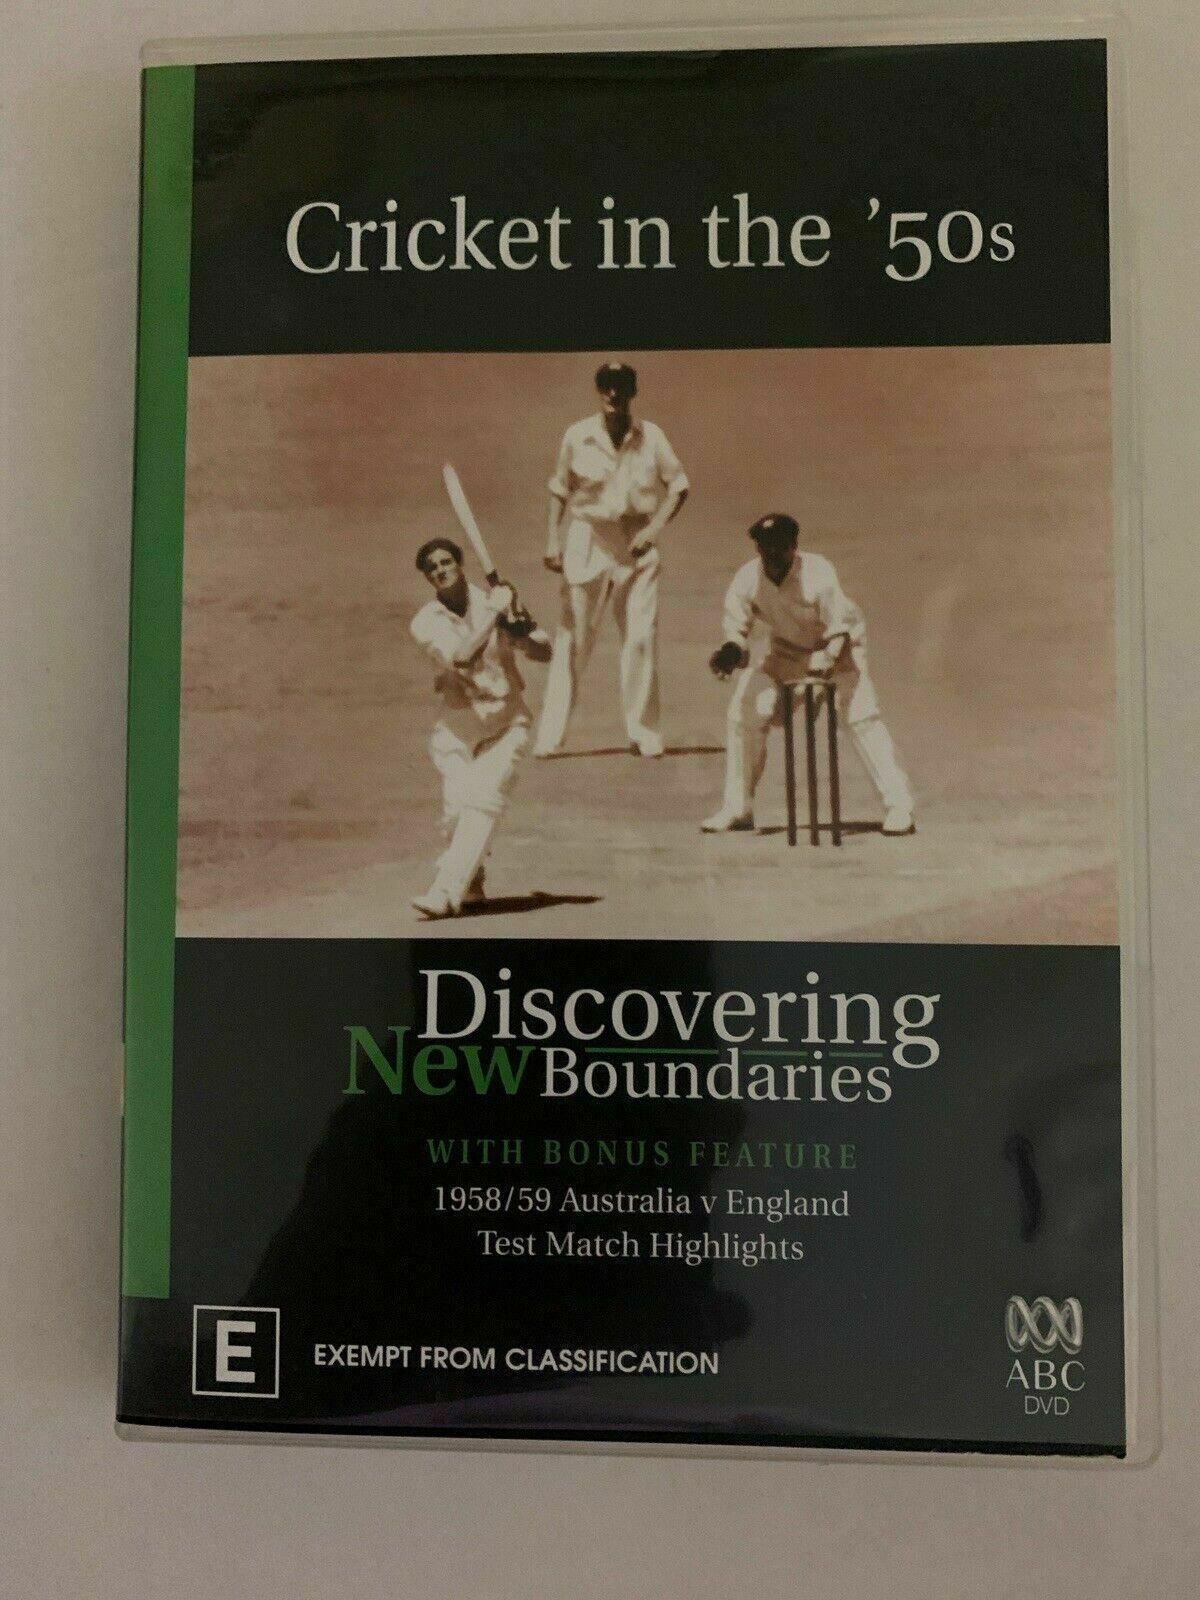 Cricket in the ’50s
Discovering
New Boundaries
WITH BONUS FEATURE
1958/59 Australia v England
Test Match Highlights
E EXEMPT FROM CLASSIFICATION
ABC
DVD